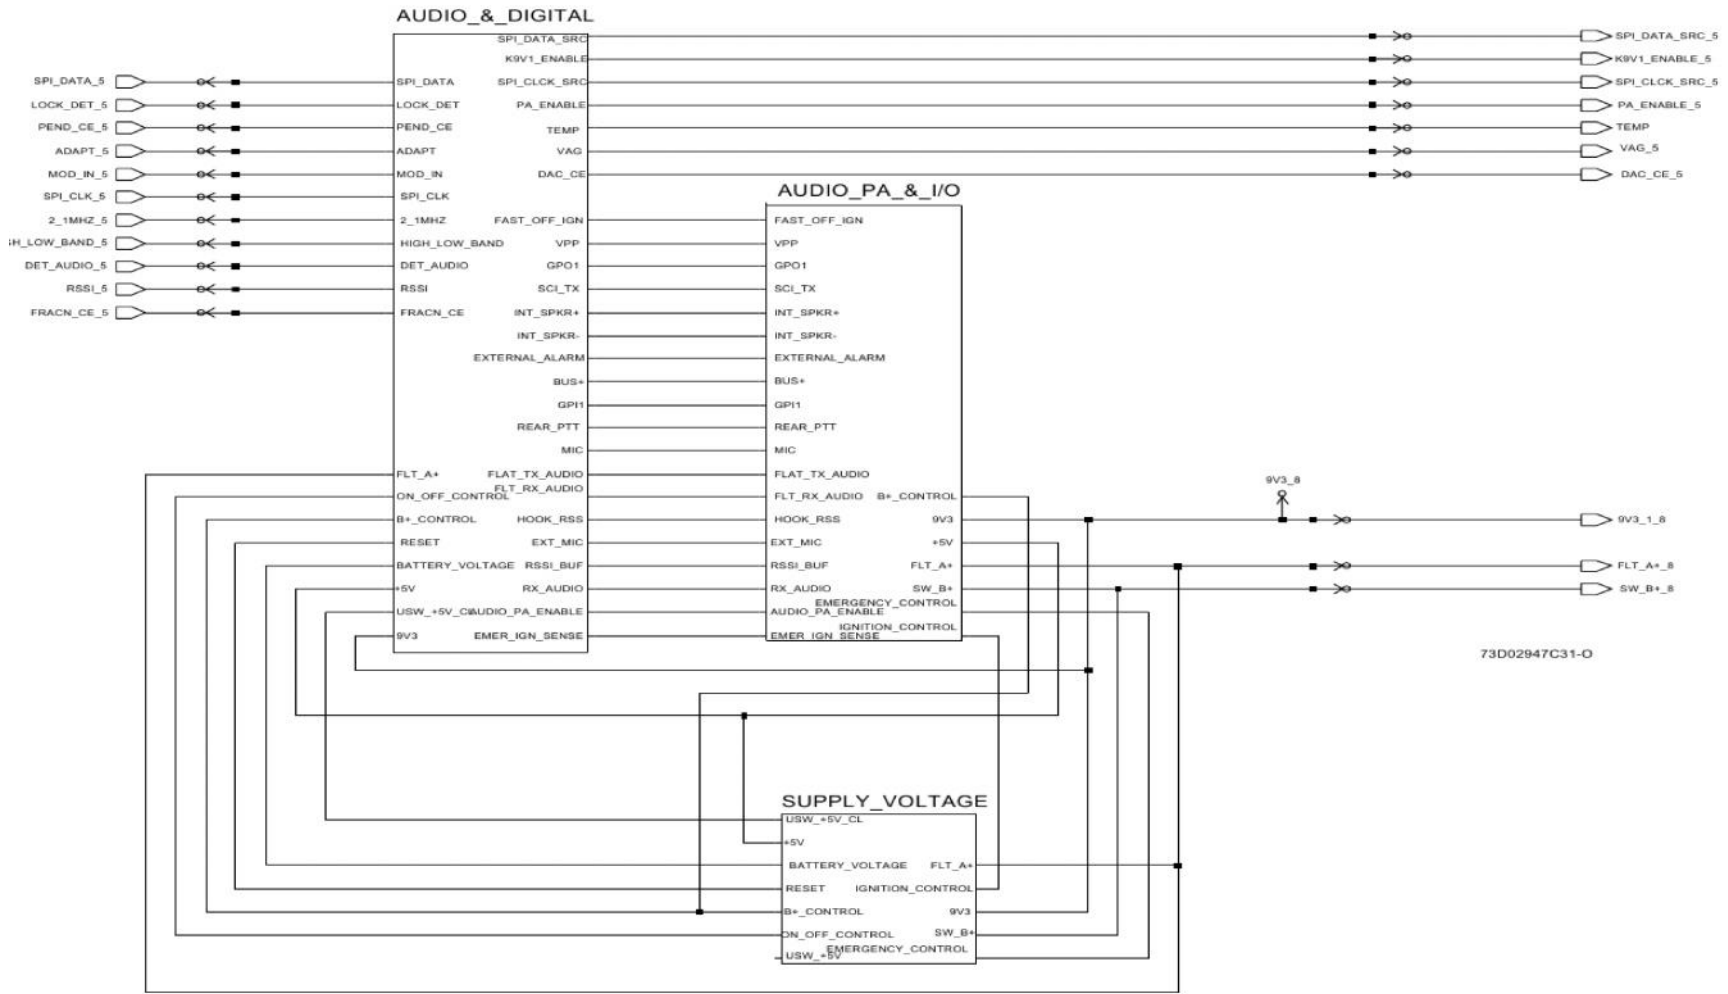 AUDIO_&_DIGITAL
SPI_DATA_SRC
SPI_DATA_SRC_5
K9V1_ENABLE
K9V1_ENABLE_5
SPI_DATA_5
SPI_DATA
SPI_CLCK_SRC
SPI_CLCK_SRC_5
LOCK_DET_5
LOCK_DET
PA_ENABLE
PA_ENABLE_5
PEND_CE_5
PEND_CE
TEMP
TEMP
ADAPT_5
ADAPT
VAG
VAG_5
MOD_IN_5
MOD_IN
DAC_CE
DAC_CE_5
AUDIO_PA_&_I/O
SPI_CLK_5
SPI_CLK
2_1MHZ_5
2_1MHZ
FAST_OFF_IGN
FAST_OFF_IGN
H_LOW_BAND_5
HIGH_LOW_BAND
VPP
VPP
DET_AUDIO_5
DET_AUDIO
GPO1
GPO1
RSSI_5
RSSI
SCI_TX
SCI_TX
FRACN_CE_5
FRACN_CE
INT_SPKR+
INT_SPKR+
INT_SPKR-
INT_SPKR-
EXTERNAL_ALARM
EXTERNAL_ALARM
BUS+
BUS+
GPI1
GPI1
REAR_PTT
REAR_PTT
MIC
MIC
FLT_A+
FLAT_TX_AUDIO
FLAT_TX_AUDIO
9V3_8
ON_OFF_CONTROL
FLT_RX_AUDIO
FLT_RX_AUDIO
B+_CONTROL
B+_CONTROL
HOOK_RSS
HOOK_RSS
9V3
9V3_1_8
RESET
EXT_MIC
EXT_MIC
+5V
BATTERY_VOLTAGE
RSSI_BUF
RSSI_BUF
FLT_A+
FLT_A+_8
+5V
RX_AUDIO
RX_AUDIO
SW_B+
SW_B+_8
EMERGENCY_CONTROL
USW_+5V_CL
AUDIO_PA_ENABLE
AUDIO_PA_ENABLE
IGNITION_CONTROL
9V3
EMER_IGN_SENSE
EMER_IGN_SENSE
73D02947C31-O
SUPPLY_VOLTAGE
USW_+5V_CL
+5V
BATTERY_VOLTAGE
FLT_A+
RESET
IGNITION_CONTROL
B+_CONTROL
9V3
ON_OFF_CONTROL
SW_B+
EMERGENCY_CONTROL
USW_+5V